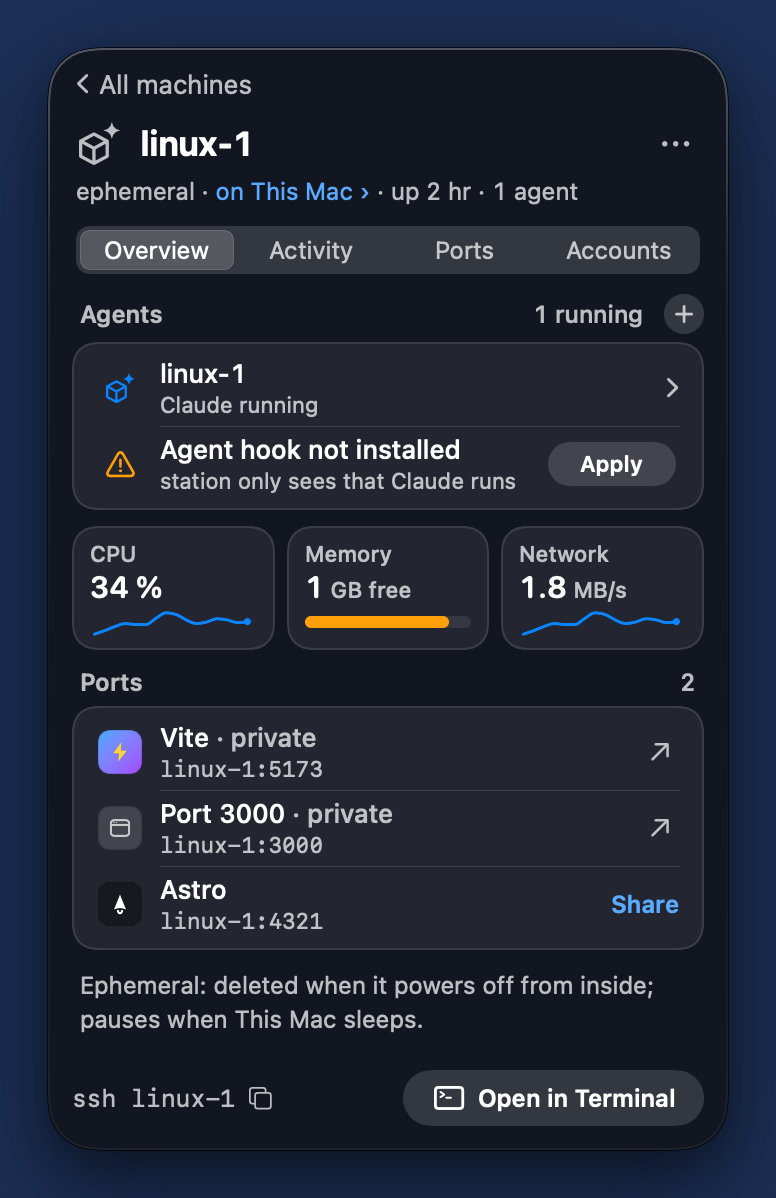 All machines
linux-1
ephemeral · on This Mac › · up 2 hr · 1 agent
Overview Activity Ports Accounts
Agents 1 running
linux-1
Claude running
Agent hook not installed
station only sees that Claude runs
Apply
CPU Memory Network
34 % 1 GB free 1.8 MB/s
Ports 2
Vite · private
linux-1:5173
Port 3000 · private
linux-1:3000
Astro
linux-1:4321
Share
Ephemeral: deleted when it powers off from inside;
pauses when This Mac sleeps.
ssh linux-1 Open in Terminal